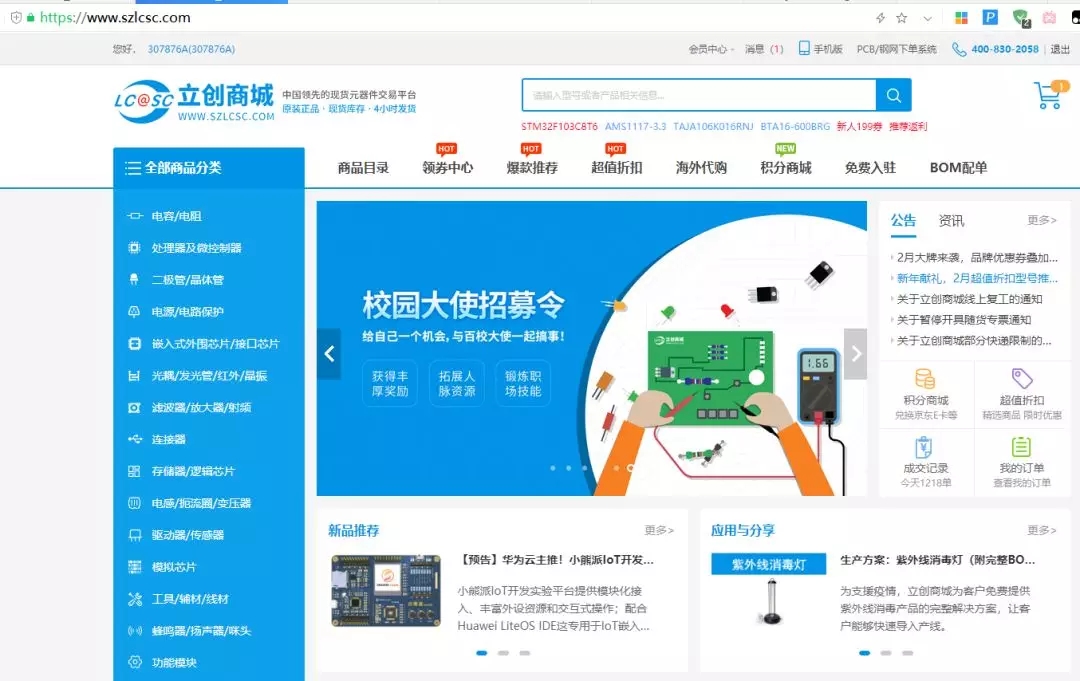 https://www.szlcsc.com
2
您好， 307876A(307876A)
会员中心
消息（1）
手机版
PCB/钢网下单系统
400-830-2058
退出
LC@SC 立创商城
WWW.SZLCSC.COM
中国领先的现货元器件交易平台
原装正品 · 现货库存 · 4小时发货
请输入型号或者产品相关信息...
1
STM32F103C8T6 AMS1117-3.3 TAJA106K016RNJ BTA16-600BRG 新人199券 推荐返利
全部商品分类
HOT
HOT
HOT
NEW
商品目录 领券中心 爆款推荐 超值折扣 海外代购 积分商城 免费入驻 BOM配单
电容/电阻
处理器及微控制器
二极管/晶体管
电源/电路保护
嵌入式外围芯片/接口芯片
光耦/发光管/红外/晶振
滤波器/放大器/射频
连接器
存储器/逻辑芯片
电感/扼流圈/变压器
驱动器/传感器
模拟芯片
工具/辅材/线材
蜂鸣器/扬声器/咪头
功能模块
校园大使招募令
给自己一个机会，与百校大使一起搞事！
获得丰
厚奖励
拓展人
脉资源
锻炼职
场技能
立创商城
1.66
公告 资讯 更多>
2月大牌来袭，品牌优惠券叠加...
新年献礼，2月超值折扣型号推...
关于立创商城线上复工的通知
关于暂停开具随货专票通知
关于立创商城部分快递限制的...
积分商城
兑换京东E卡等
超值折扣
精选商品 限时优惠
成交记录
今天1218单
我的订单
查看我的订单
新品推荐 更多>
【预告】华为云主推！小能派IoT开发...
小能派IoT开发实验平台提供模块化接
入、丰富外设资源和交互式操作；配合
Huawei LiteOS IDE这专用于IoT嵌入...
应用与分享 更多>
紫外线消毒灯
生产方案：紫外线消毒灯（附完整BO...
为支援疫情，立创商城为客户免费提供
紫外线消毒产品的完整解决方案，让客
户能够快速导入产线。